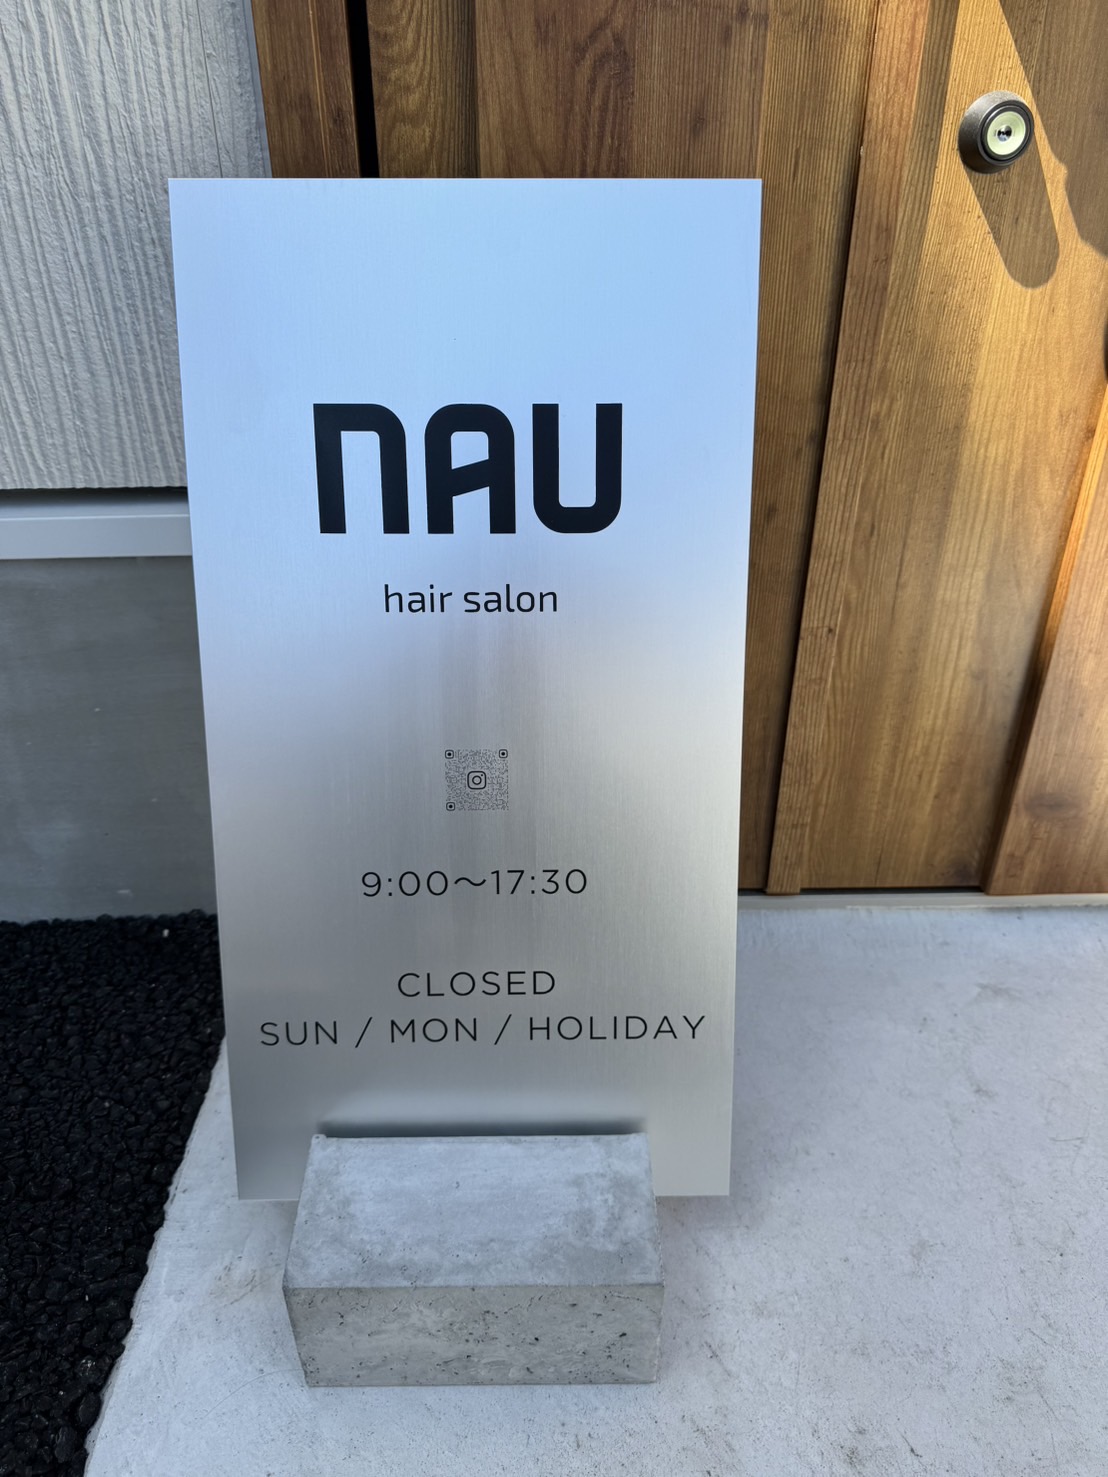 NAU
hair salon
9:00〜17:30
CLOSED
SUN / MON / HOLIDAY